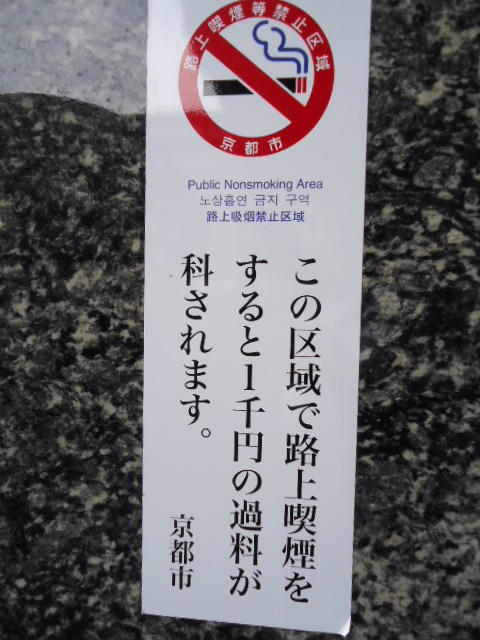 路上喫煙等禁止区域
京都市
Public Nonsmoking Area
노상흡연 금지 구역
路上吸烟禁止区域
この区域で路上喫煙を
すると1千円の過料が
科されます。
京都市